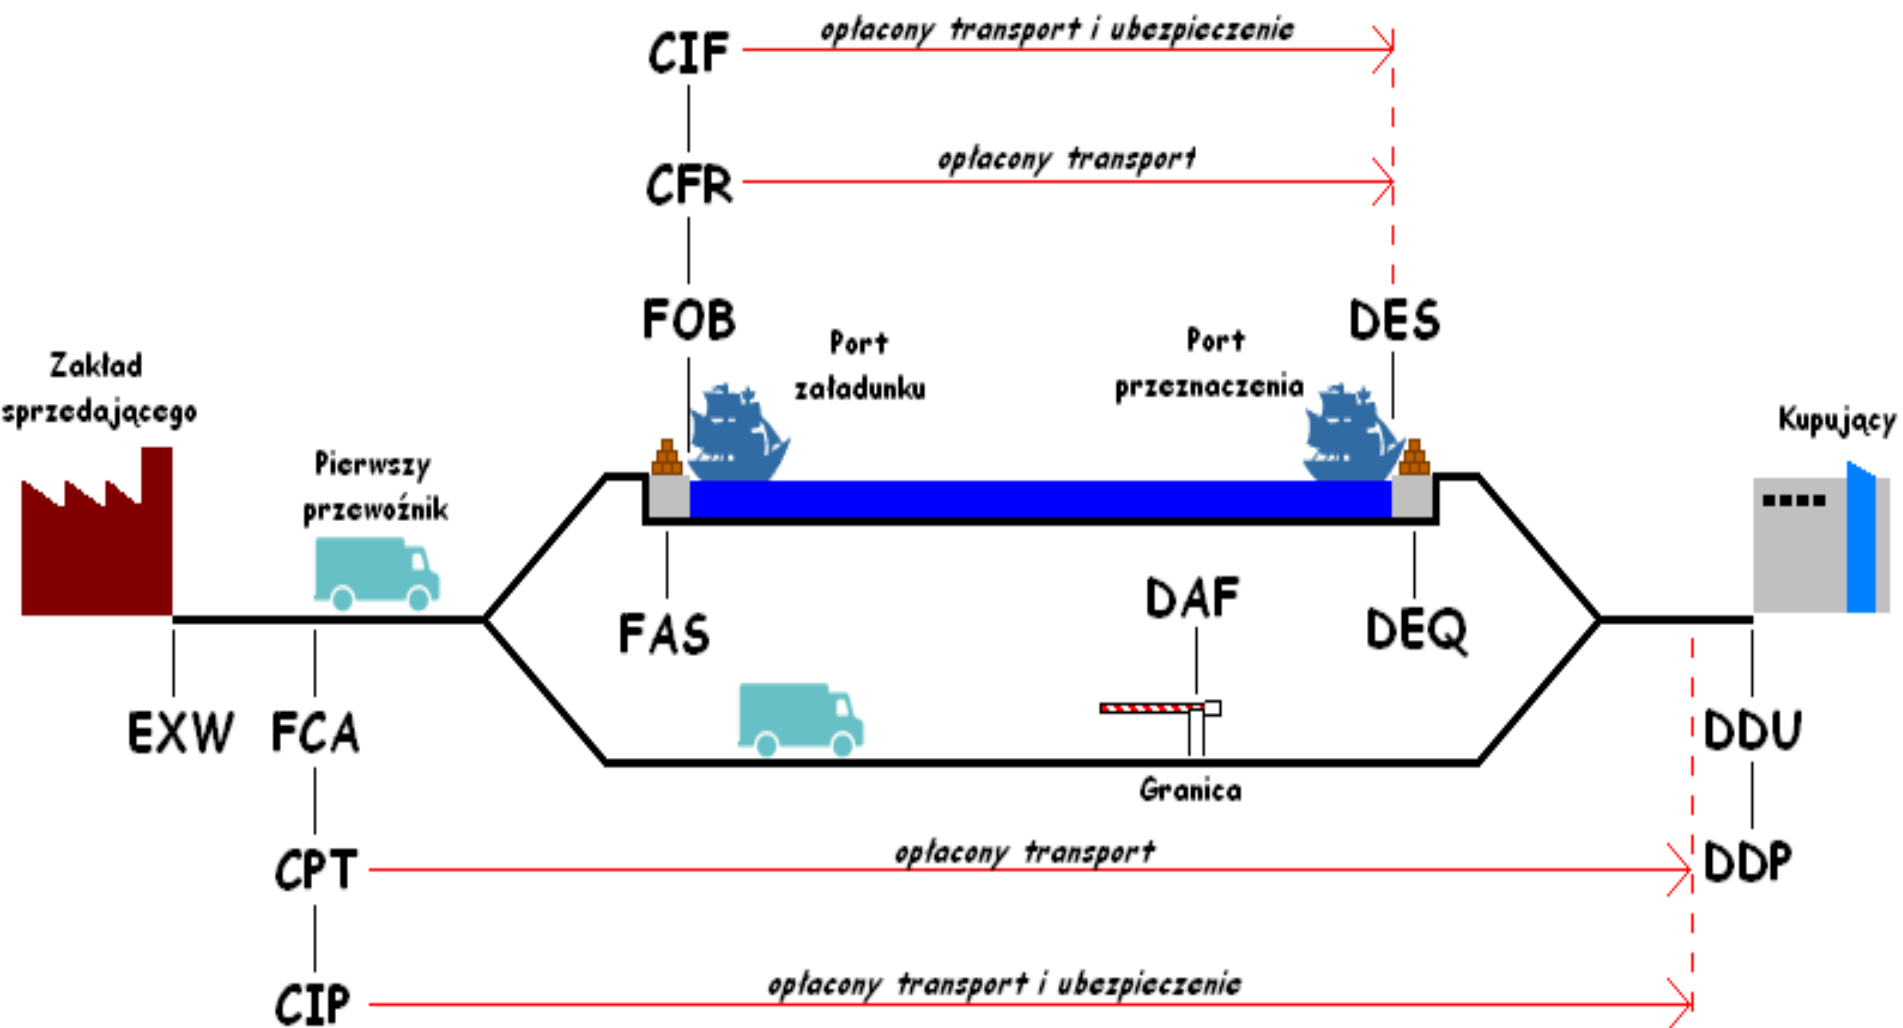 opłacony transport i ubezpieczenie
CIF
opłacony transport
CFR
FOB
DES
Port
załadunku
Port
przeznaczenia
Zakład
sprzedającego
Kupujący
Pierwszy
przewoźnik
FAS
DAF
DEQ
EXW
FCA
DDU
Granica
opłacony transport
CPT
DDP
opłacony transport i ubezpieczenie
CIP